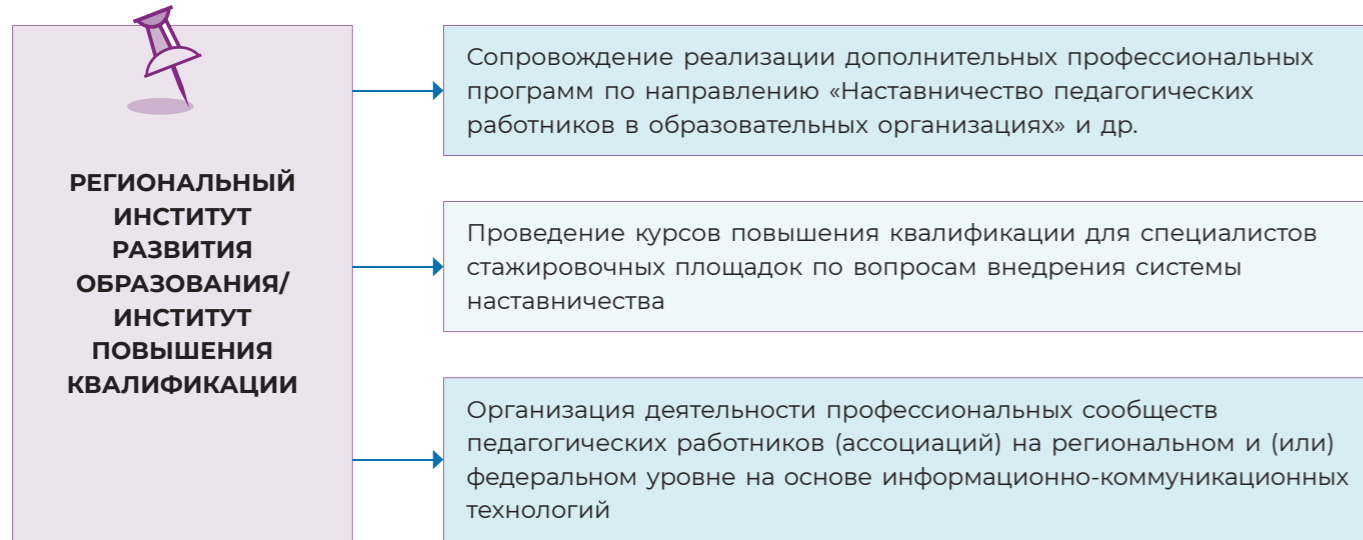 РЕГИОНАЛЬНЫЙ
ИНСТИТУТ
РАЗВИТИЯ
ОБРАЗОВАНИЯ/
ИНСТИТУТ
ПОВЫШЕНИЯ
КВАЛИФИКАЦИИ
Сопровождение реализации дополнительных профессиональных
программ по направлению «Наставничество педагогических
работников в образовательных организациях» и др.
Проведение курсов повышения квалификации для специалистов
стажировочных площадок по вопросам внедрения системы
наставничества
Организация деятельности профессиональных сообществ
педагогических работников (ассоциаций) на региональном и (или)
федеральном уровне на основе информационно-коммуникационных
технологий